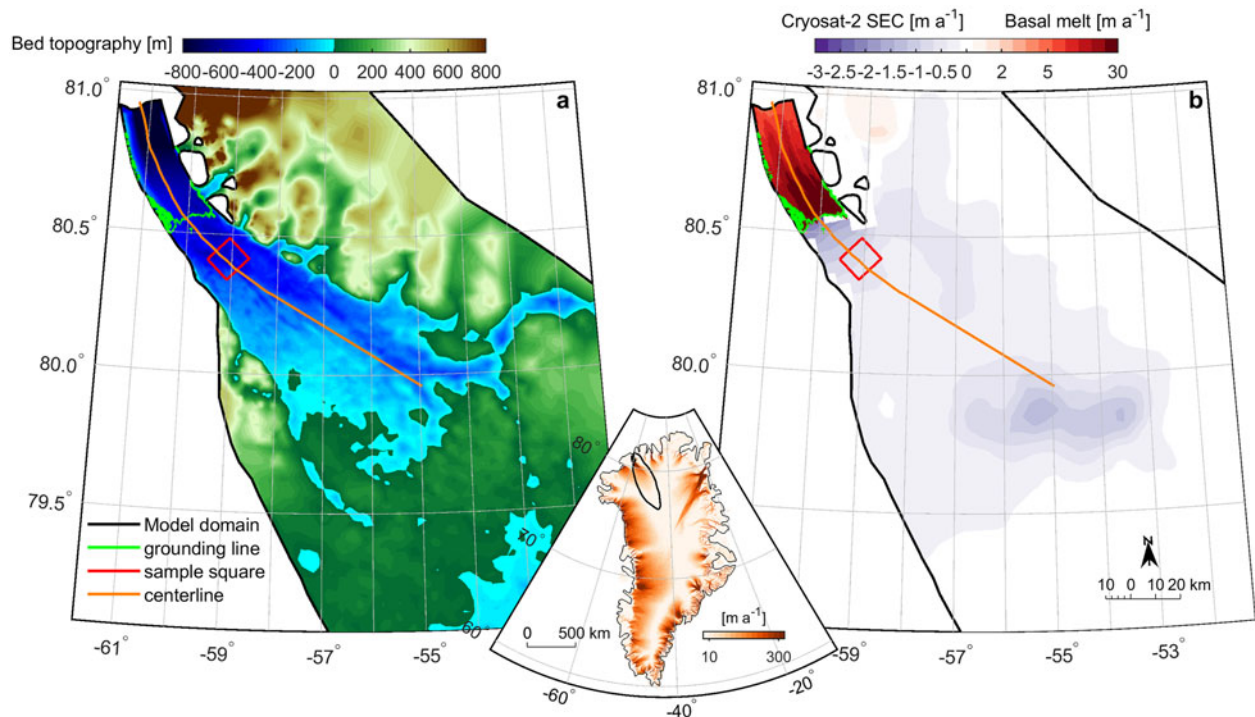 Bed topography [m]
-800-600-400-200 0 200 400 600 800
Cryosat-2 SEC [m a⁻¹] Basal melt [m a⁻¹]
-3-2.5-2-1.5-1-0.5 0 2 5 10 30
a
b
81.0°
80.5°
80.0°
79.5°
Model domain
grounding line
sample square
centerline
-61 -59 -57 -55
81.0°
80.5°
80.0°
-59 -57 -55 -53
N
10 0 10 20 km
80°
60°
0 500 km
[m a⁻¹]
10 300
-60° -40° -20°